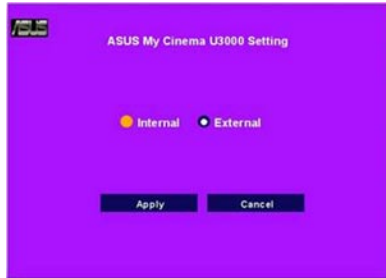 ASUS
ASUS My Cinema U3000 Setting
Internal External
Apply Cancel